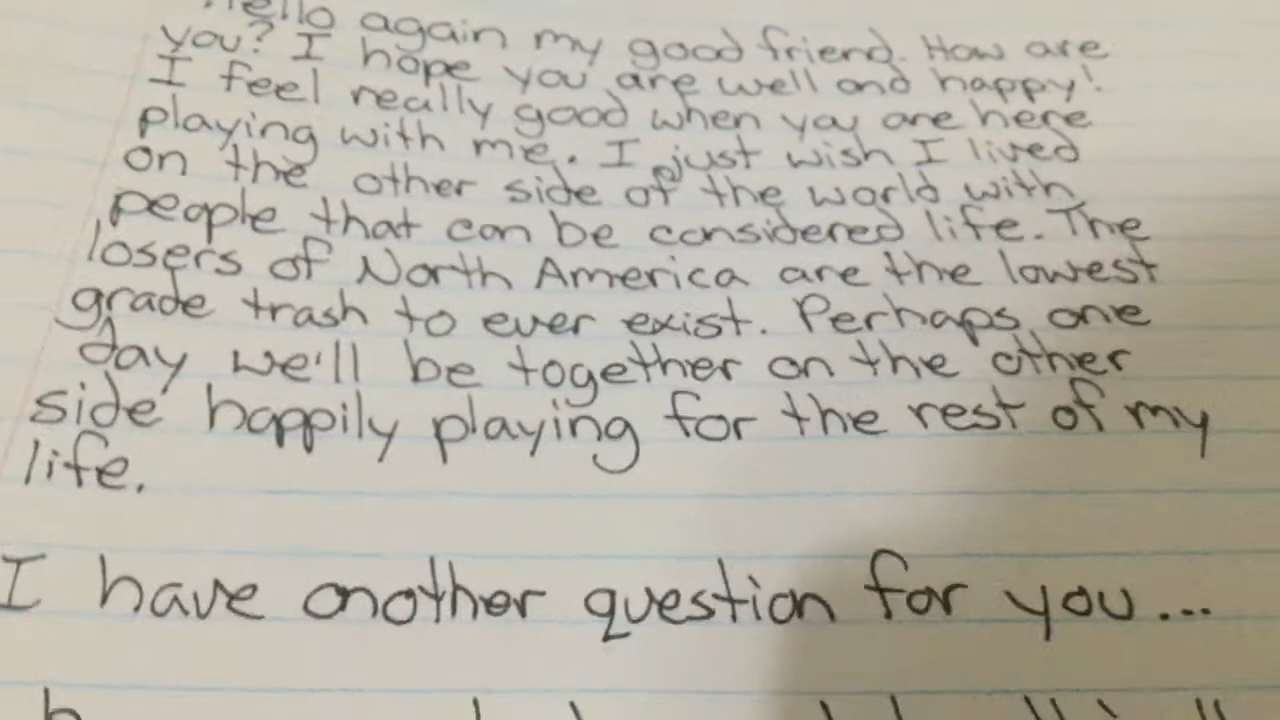 Hello again my good friend. How are
you? I hope you are well and happy!
I feel really good when you are here
playing with me. I just wish I lived
on the other side of the world with
people that can be considered life. The
losers of North America are the lowest
grade trash to ever exist. Perhaps one
day we'll be together on the other
side happily playing for the rest of my
life.
I have another question for you...